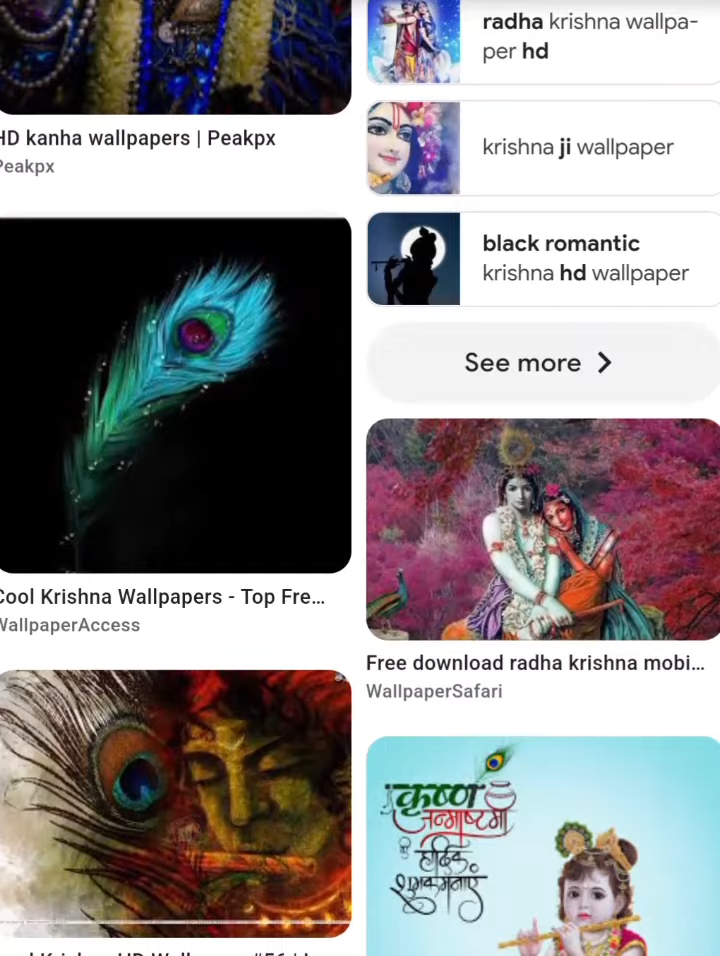 HD kanha wallpapers | Peakpx
Peakpx
Cool Krishna Wallpapers - Top Fre...
WallpaperAccess
radha krishna wallpa-
per hd
krishna ji wallpaper
black romantic
krishna hd wallpaper
See more
Free download radha krishna mobi...
WallpaperSafari
कृष्ण
जन्माष्टमी
की
हार्दिक
शुभकामनाएं